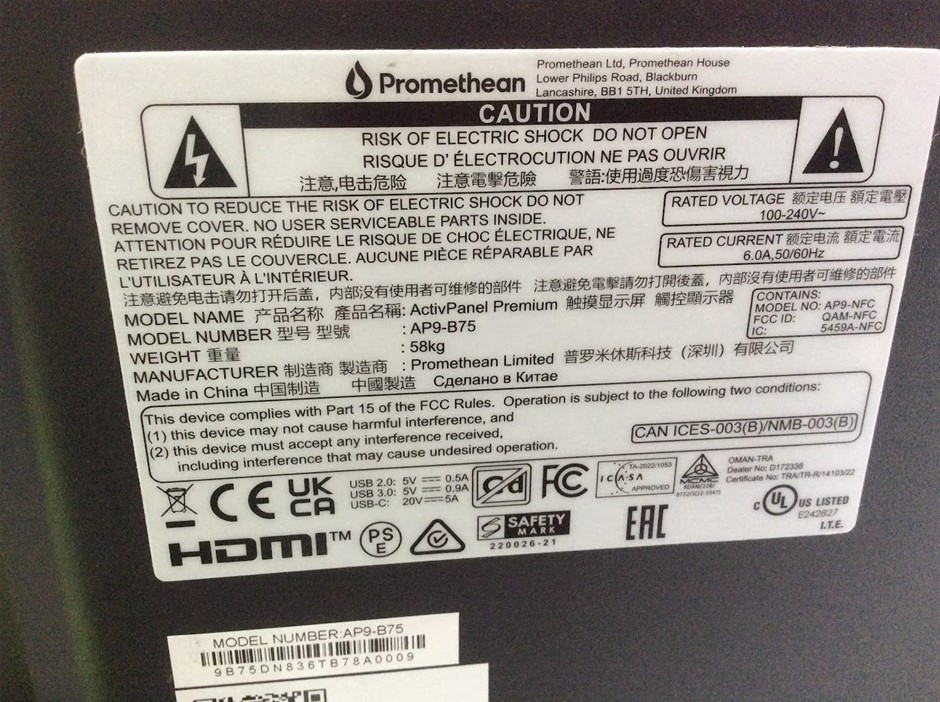 Promethean
Promethean Ltd, Promethean House
Lower Philips Road, Blackburn
Lancashire, BB1 5TH, United Kingdom
CAUTION
RISK OF ELECTRIC SHOCK DO NOT OPEN
RISQUE D' ÉLECTROCUTION NE PAS OUVRIR
注意,电击危险 注意電擊危險 警語:使用過度恐傷害視力
CAUTION TO REDUCE THE RISK OF ELECTRIC SHOCK DO NOT
REMOVE COVER. NO USER SERVICEABLE PARTS INSIDE.
ATTENTION POUR RÉDUIRE LE RISQUE DE CHOC ÉLECTRIQUE, NE
RETIREZ PAS LE COUVERCLE. AUCUNE PIÈCE RÉPARABLE PAR
L'UTILISATEUR À L'INTÉRIEUR.
RATED VOLTAGE 额定电压 額定電壓
100-240V~
RATED CURRENT 额定电流 額定電流
6.0A,50/60Hz
注意避免电击请勿打开后盖，内部没有使用者可维修的部件 注意避免電擊請勿打開後蓋，内部沒有使用者可維修的部件
MODEL NAME 产品名称 產品名稱: ActivPanel Premium 触摸显示屏 觸控顯示器
MODEL NUMBER 型号 型號 : AP9-B75
WEIGHT 重量 : 58kg
MANUFACTURER 制造商 製造商 : Promethean Limited 普罗米休斯科技（深圳）有限公司
Made in China 中国制造 中國製造 Сделано в Китае
CONTAINS:
MODEL NO: AP9-NFC
FCC ID: QAM-NFC
IC: 5459A-NFC
This device complies with Part 15 of the FCC Rules. Operation is subject to the following two conditions:
(1) this device may not cause harmful interference, and
(2) this device must accept any interference received,
including interference that may cause undesired operation.
CAN ICES-003(B)/NMB-003(B)
CE UK CA
USB 2.0: 5V 0.5A
USB 3.0: 5V 0.9A
USB-C: 20V 5A
FC
TA-2022/1053
ICASA
APPROVED
MCMC
OMAN-TRA
Dealer No: D172338
Certificate No: TRA/TR-R/14103/22
HDMI™
PS E
SAFETY
MARK
220026-21
EAC
C UL US LISTED
E242827
I.T.E.
MODEL NUMBER:AP9-B75
9B75DN836TB78A0009